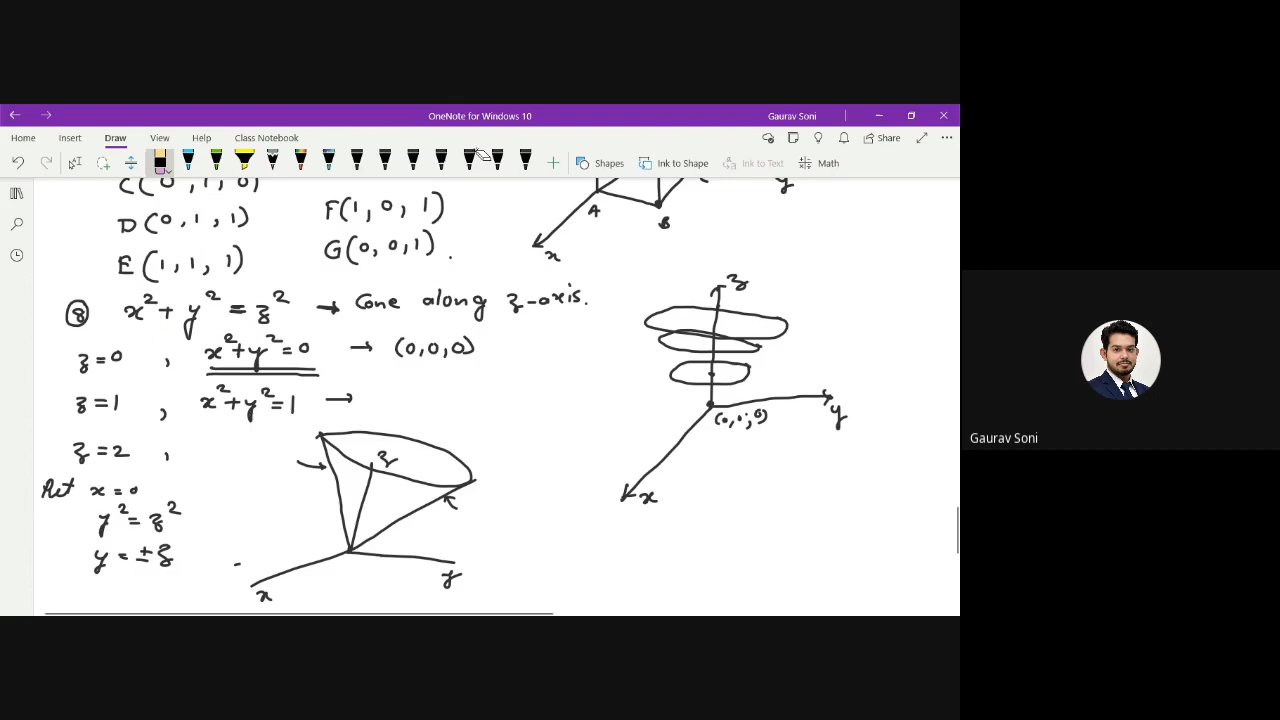 OneNote for Windows 10
Gaurav Soni
Home Insert Draw View Help Class Notebook
Share
Shapes Ink to Shape Ink to Text Math
C(0, 1, 0)
D(0, 1, 1)
E(1, 1, 1)
F(1, 0, 1)
G(0, 0, 1).
A
B
x
y
⑧ x² + y² = z² → Cone along z-axis.
z=0 , x²+y²=0 → (0,0,0)
z=1 , x²+y²=1 →
z=2 ,
Put x=0
y² = z²
y = ± z
z
x
y
z
(0,0,0)
y
x
Gaurav Soni